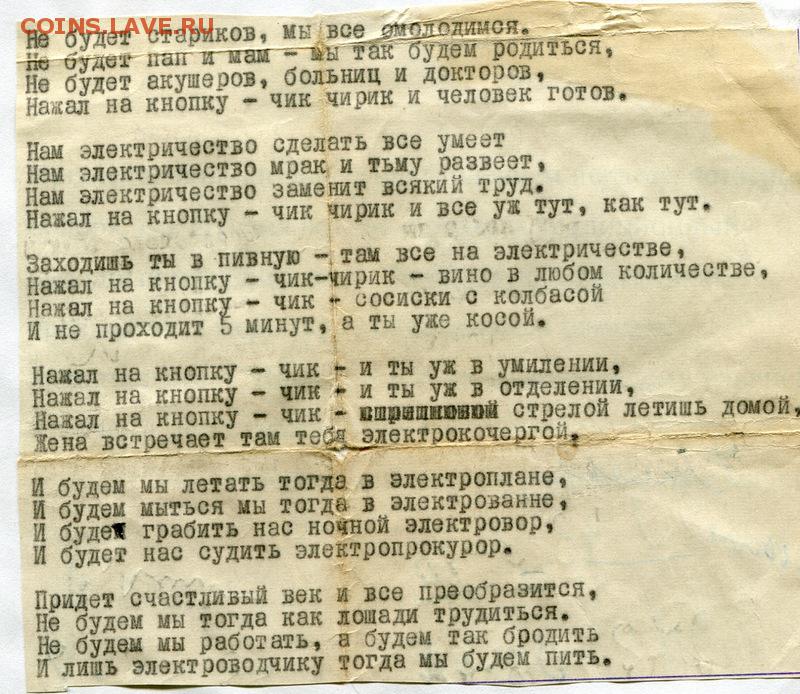 COINS.LAVE.RU
Не будет стариков, мы все омолодимся.
Не будет пап и мам - мы так будем родиться,
Не будет акушеров, больниц и докторов,
Нажал на кнопку - чик чирик и человек готов.
Нам электричество сделать все умеет
Нам электричество мрак и тьму развеет,
Нам электричество заменит всякий труд.
Нажал на кнопку - чик чирик и все уж тут, как тут.
Заходишь ты в пивную - там все на электричестве,
Нажал на кнопку - чик-чирик - вино в любом количестве,
Нажал на кнопку - чик - сосиски с колбасой
И не проходит 5 минут, а ты уже косой.
Нажал на кнопку - чик - и ты уж в умилении,
Нажал на кнопку - чик - и ты уж в отделении,
Нажал на кнопку - чик - стрелой летишь домой,
Жена встречает там тебя электрокочергой.
И будем мы летать тогда в электроплане,
И будем мыться мы тогда в электрованне,
И будет грабить нас ночной электровор,
И будет нас судить электропрокурор.
Придет счастливый век и все преобразится,
Не будем мы тогда как лошади трудиться.
Не будем мы работать, а будем так бродить
И лишь электроводчику тогда мы будем пить.